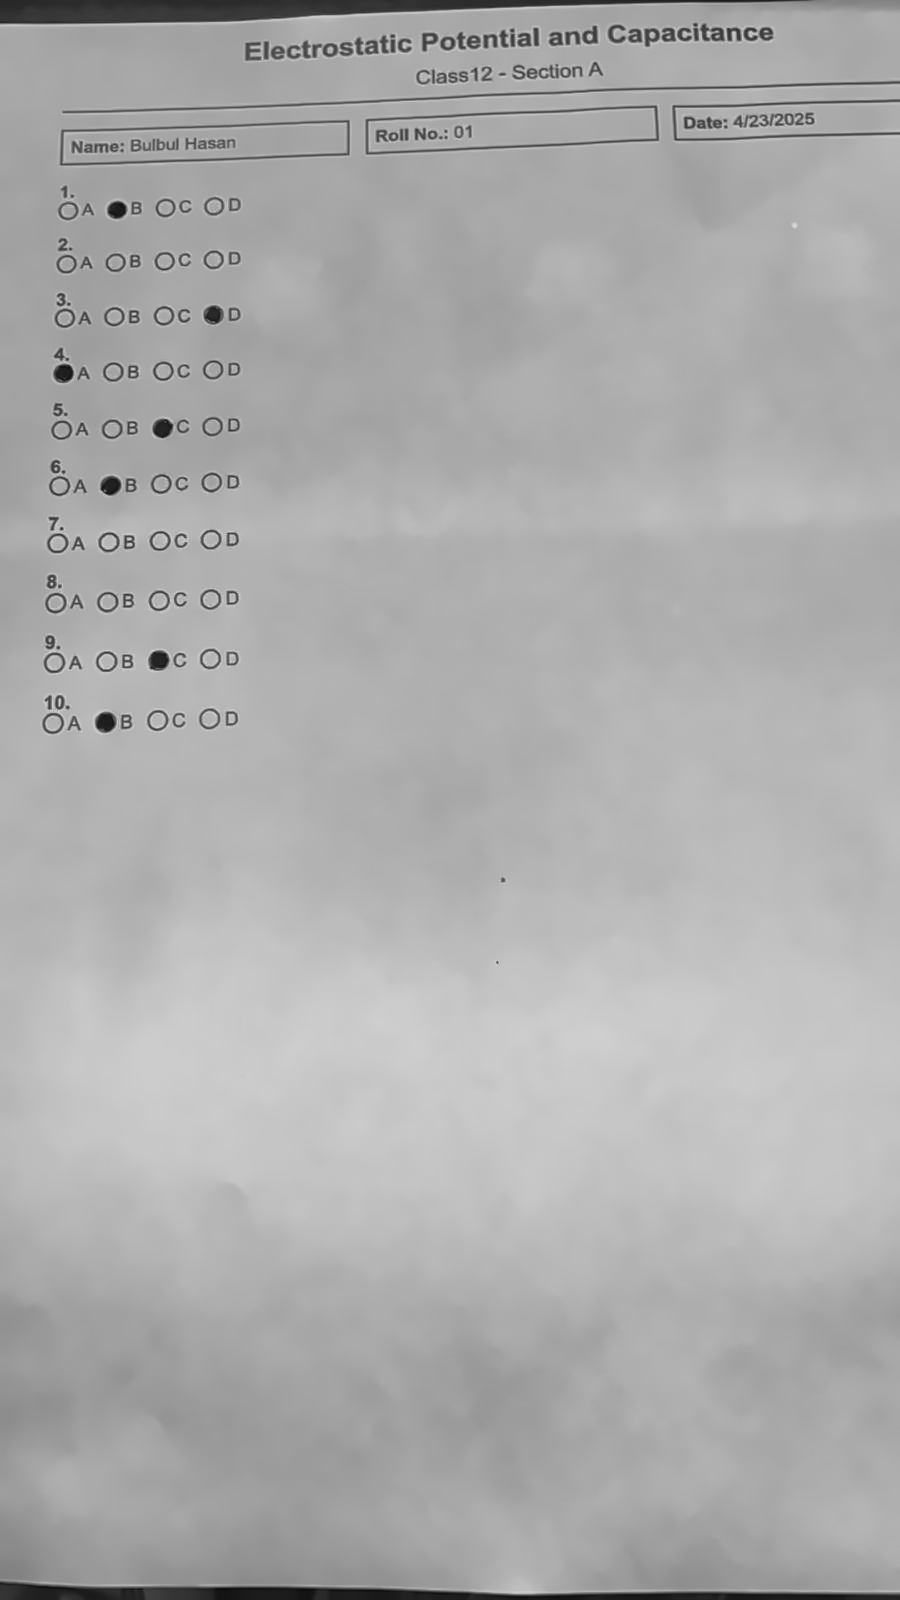 Electrostatic Potential and Capacitance
Class12 - Section A
Name: Bulbul Hasan
Roll No.: 01
Date: 4/23/2025
1.
A B C D
2.
A B C D
3.
A B C D
4.
A B C D
5.
A B C D
6.
A B C D
7.
A B C D
8.
A B C D
9.
A B C D
10.
A B C D